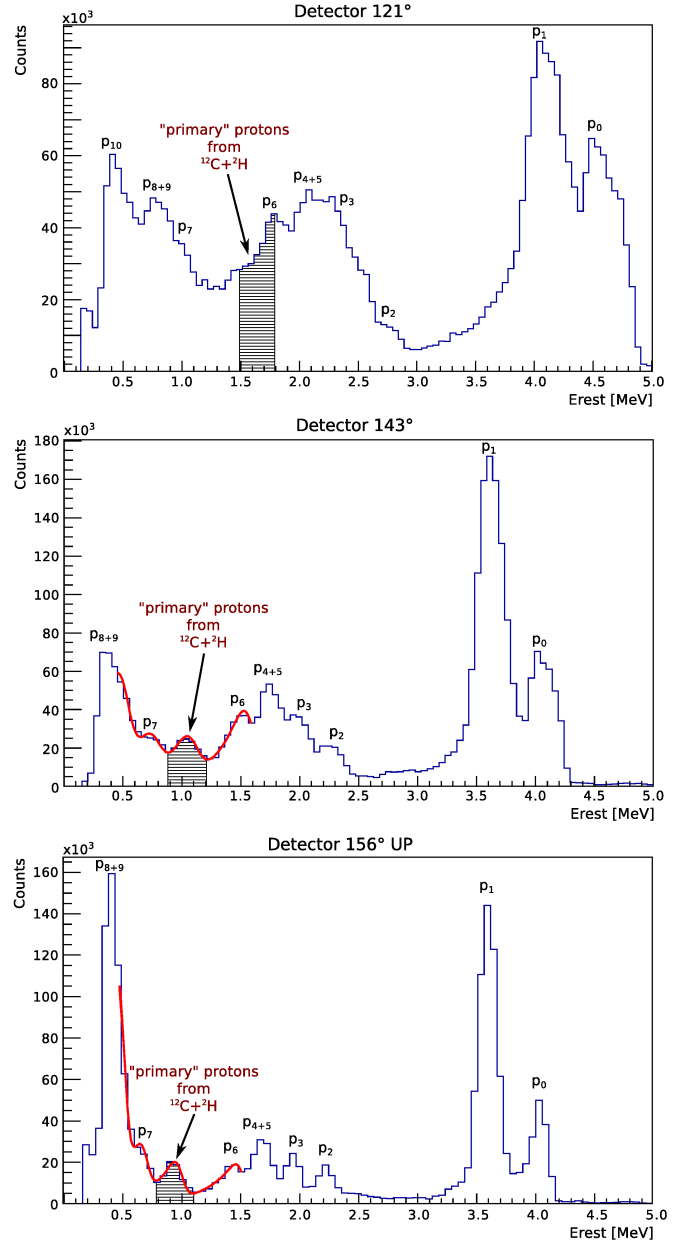 Detector 121°
x10³
Counts
80
60
40
20
0
p₁₀
p₈₊₉
p₇
"primary" protons
from
¹²C+²H
p₆
p₄₊₅
p₃
p₂
p₁
p₀
0.5 1.0 1.5 2.0 2.5 3.0 3.5 4.0 4.5 5.0
Erest [MeV]
Detector 143°
x10³
Counts
180
160
140
120
100
80
60
40
20
0
p₈₊₉
p₇
"primary" protons
from
¹²C+²H
p₆
p₄₊₅
p₃
p₂
p₁
p₀
0.5 1.0 1.5 2.0 2.5 3.0 3.5 4.0 4.5 5.0
Erest [MeV]
Detector 156° UP
x10³
Counts
160
140
120
100
80
60
40
20
0
p₈₊₉
p₇
"primary" protons
from
¹²C+²H
p₆
p₄₊₅
p₃
p₂
p₁
p₀
0.5 1.0 1.5 2.0 2.5 3.0 3.5 4.0 4.5 5.0
Erest [MeV]